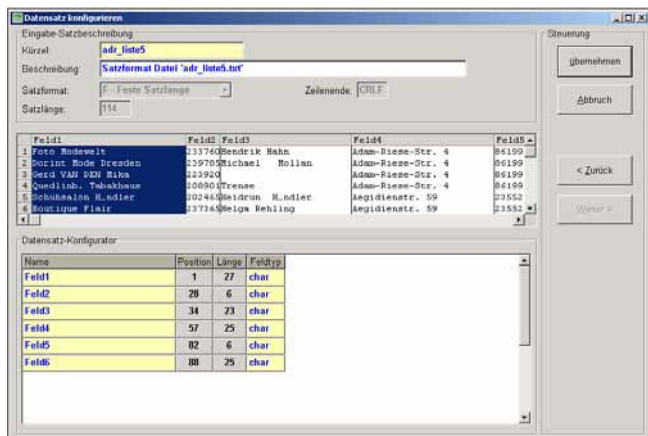 Datensatz konfigurieren
Eingabe-Satzbeschreibung
Steuerung
Kürzel: adr_liste5
Beschreibung: Satzformat Datei 'adr_liste5.txt'
Satzformat: F - Feste Satzlänge Zeilenende: CRLF
Satzlänge: 114
übernehmen
Abbruch
< Zurück
Weiter >
Feld1 Feld2 Feld3 Feld4 Feld5
1 Foto Modewelt 233760 Hendrik Hahn Adam-Riese-Str. 4 86199
2 Dorint Mode Dresden 239785 Michael Mollan Adam-Riese-Str. 4 86199
3 Gerd VAN DEN Mika 223920 Adam-Riese-Str. 4 86199
4 Quedlinb. Tabakhaus 200901 Trense Adam-Riese-Str. 4 86199
5 Schuhsalon H_ndler 202465 Heidrun H_ndler Aegidienstr. 59 23552
6 Boutique Flair 237365 Helga Rehling Aegidienstr. 59 23552
Datensatz-Konfigurator
Name Position Länge Feldtyp
Feld1 1 27 char
Feld2 28 6 char
Feld3 34 23 char
Feld4 57 25 char
Feld5 82 6 char
Feld6 88 25 char